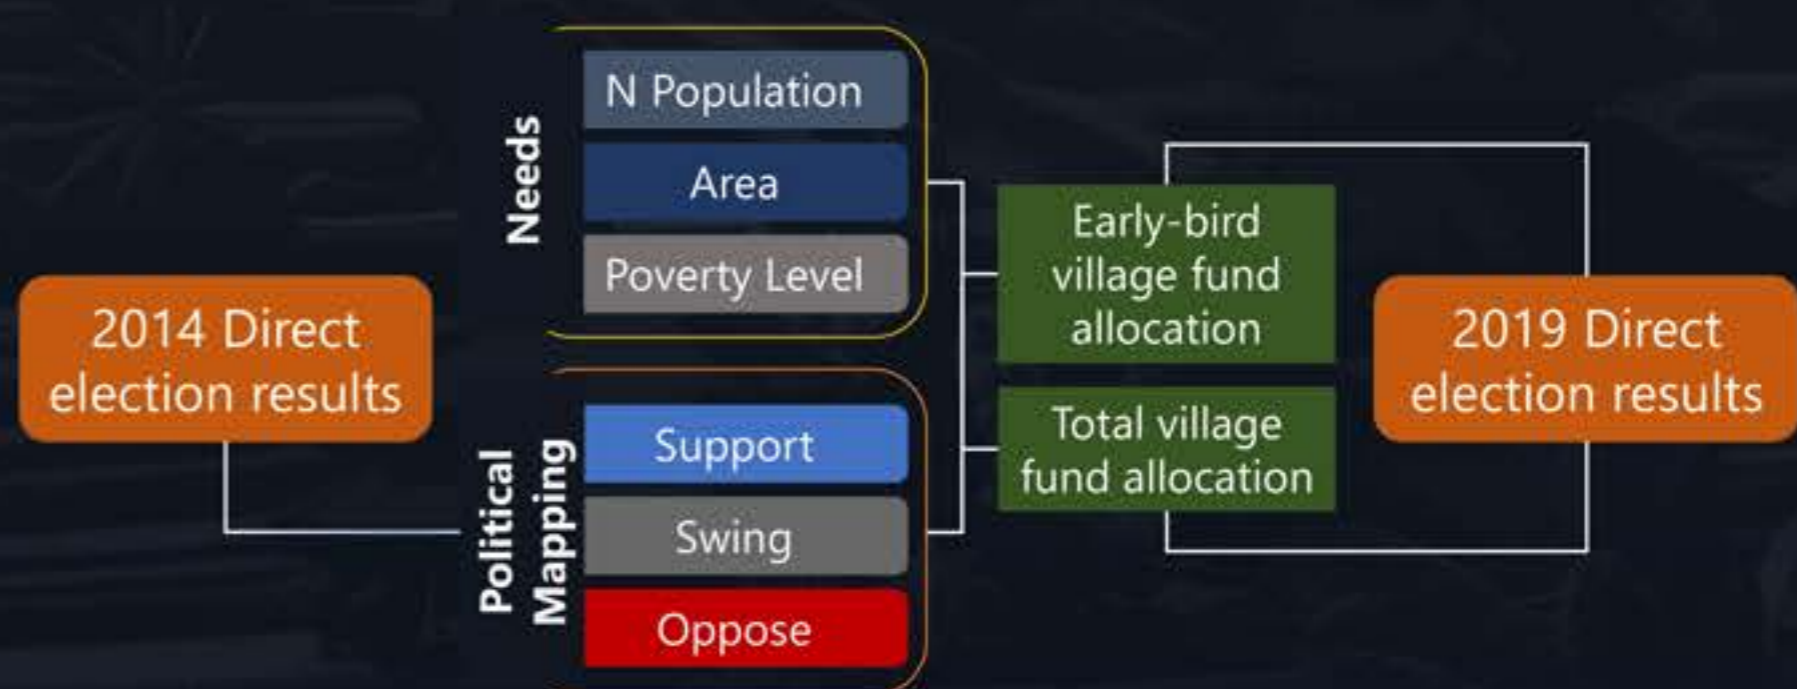 2014 Direct
election results
Needs
N Population
Area
Poverty Level
Political
Mapping
Support
Swing
Oppose
Early-bird
village fund
allocation
Total village
fund allocation
2019 Direct
election results